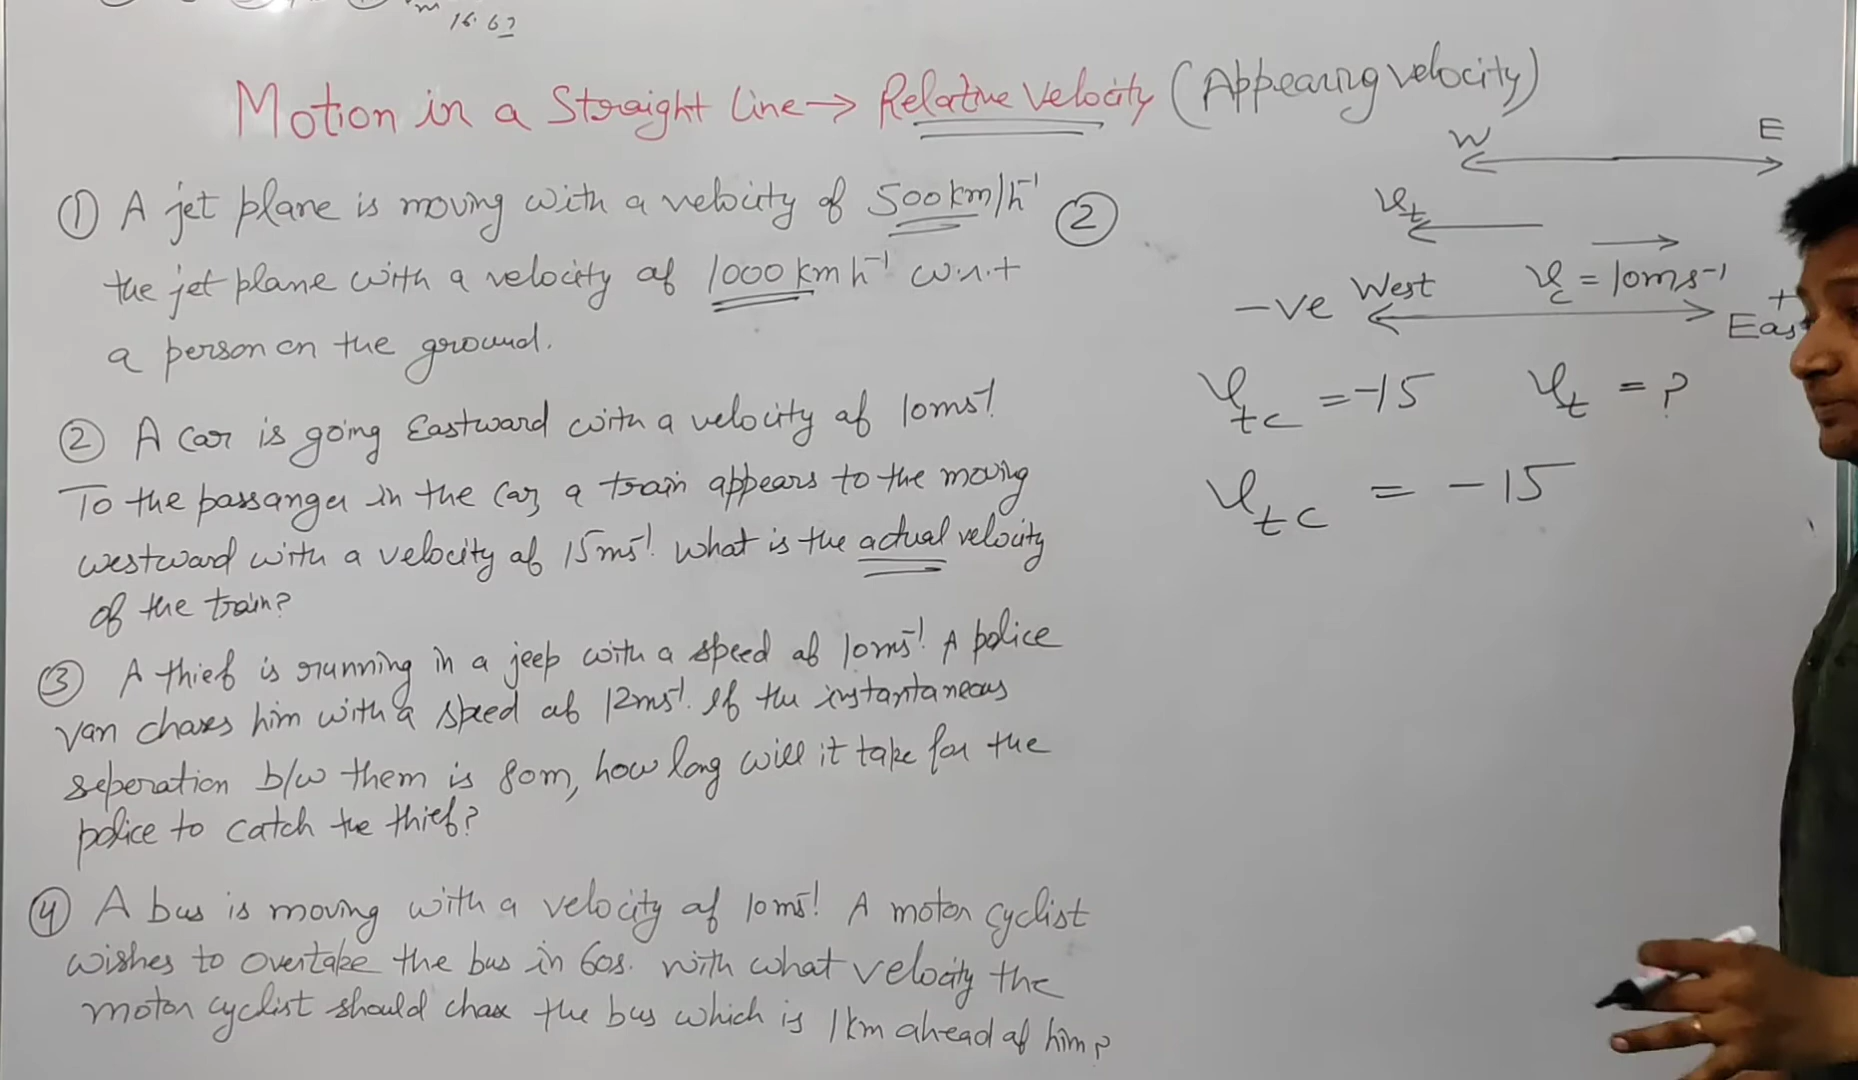 16.67
Motion in a Straight Line → Relative Velocity (Appearing velocity)
① A jet plane is moving with a velocity of 500km/h⁻¹
the jet plane with a velocity of 1000 km h⁻¹ w.r.t
a person on the ground.
② A car is going Eastward with a velocity of 10ms⁻¹.
To the passanger in the car, a train appears to the moving
westward with a velocity of 15ms⁻¹. What is the actual velocity
of the train?
③ A thief is running in a jeep with a speed of 10ms⁻¹. A police
van chases him with a speed of 12ms⁻¹. If the instantaneous
seperation b/w them is 80m, how long will it take for the
police to catch the thief?
④ A bus is moving with a velocity of 10ms⁻¹. A motor cyclist
wishes to overtake the bus in 60s. With what velocity the
motor cyclist should chase the bus which is 1km ahead of him?
②
W E
v_t
v_c = 10ms⁻¹
-ve West + Eas
v_tc = -15 v_t = ?
v_tc = -15